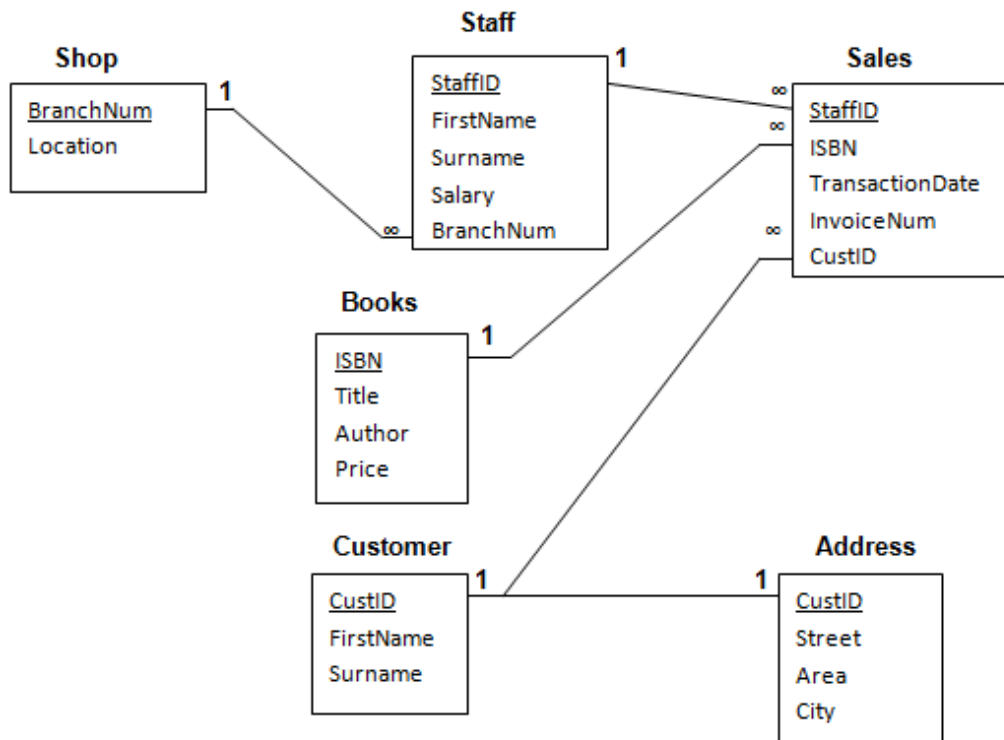 Shop
1
BranchNum
Location
Staff
1
StaffID
FirstName
Surname
Salary
∞
BranchNum
Sales
∞
StaffID
∞
ISBN
TransactionDate
InvoiceNum
∞
CustID
Books
1
ISBN
Title
Author
Price
Customer
1
CustID
FirstName
Surname
Address
1
CustID
Street
Area
City